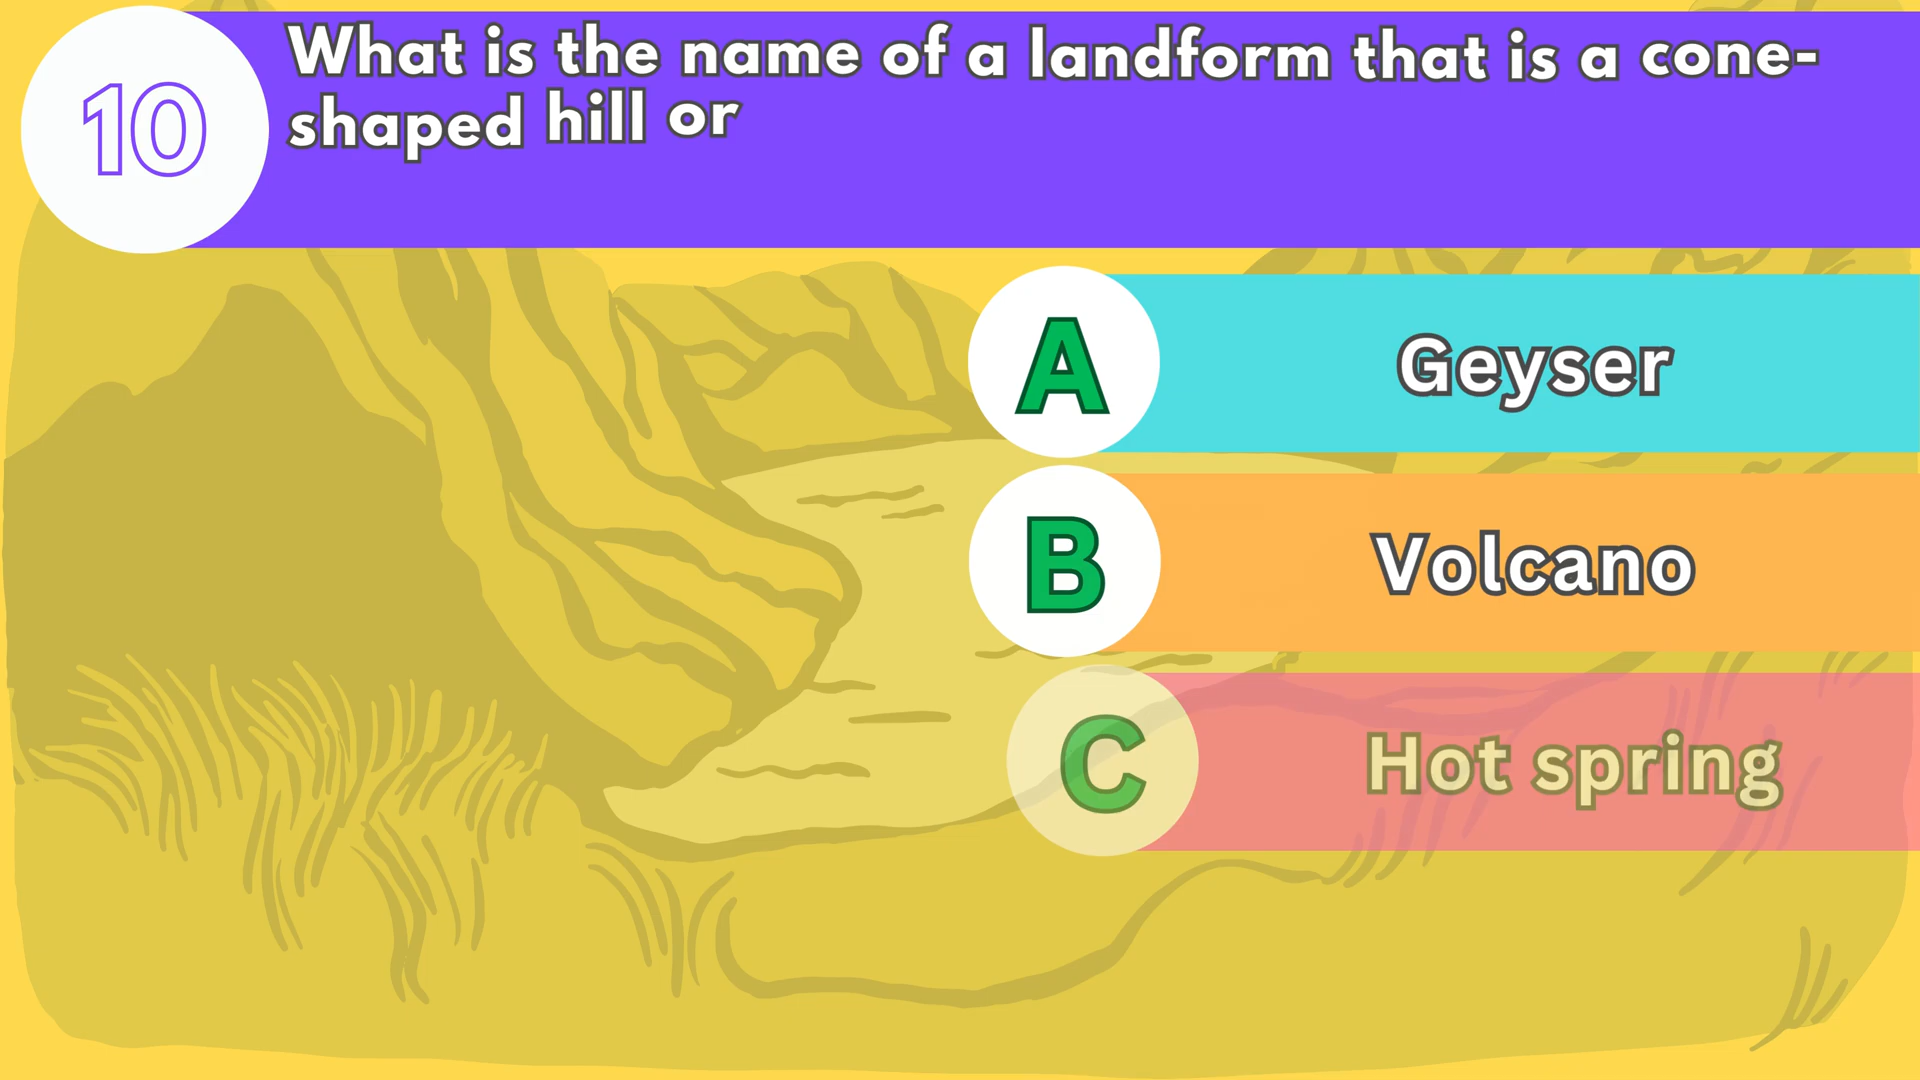 10
What is the name of a landform that is a cone-
shaped hill or
A
Geyser
B
Volcano
C
Hot spring